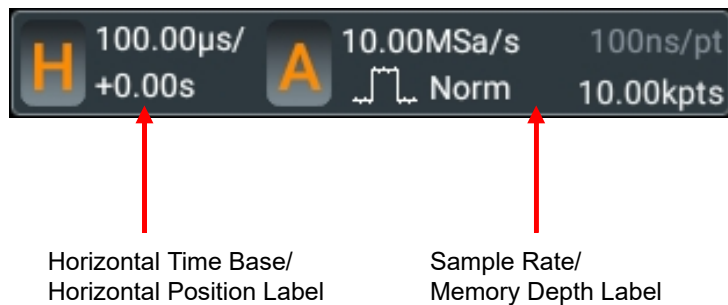 H 100.00µs/ A 10.00MSa/s 100ns/pt
+0.00s Norm 10.00kpts
Horizontal Time Base/ Sample Rate/
Horizontal Position Label Memory Depth Label